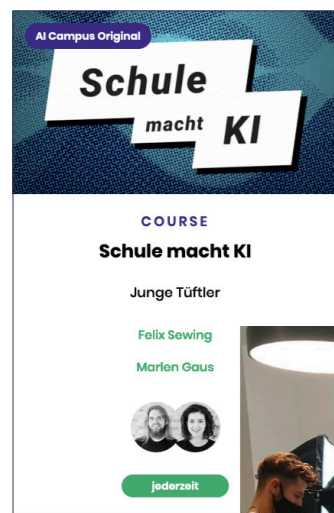 AI Campus Original
Schule
macht KI
COURSE
Schule macht KI
Junge Tüftler
Felix Sewing
Marlen Gaus
jederzeit